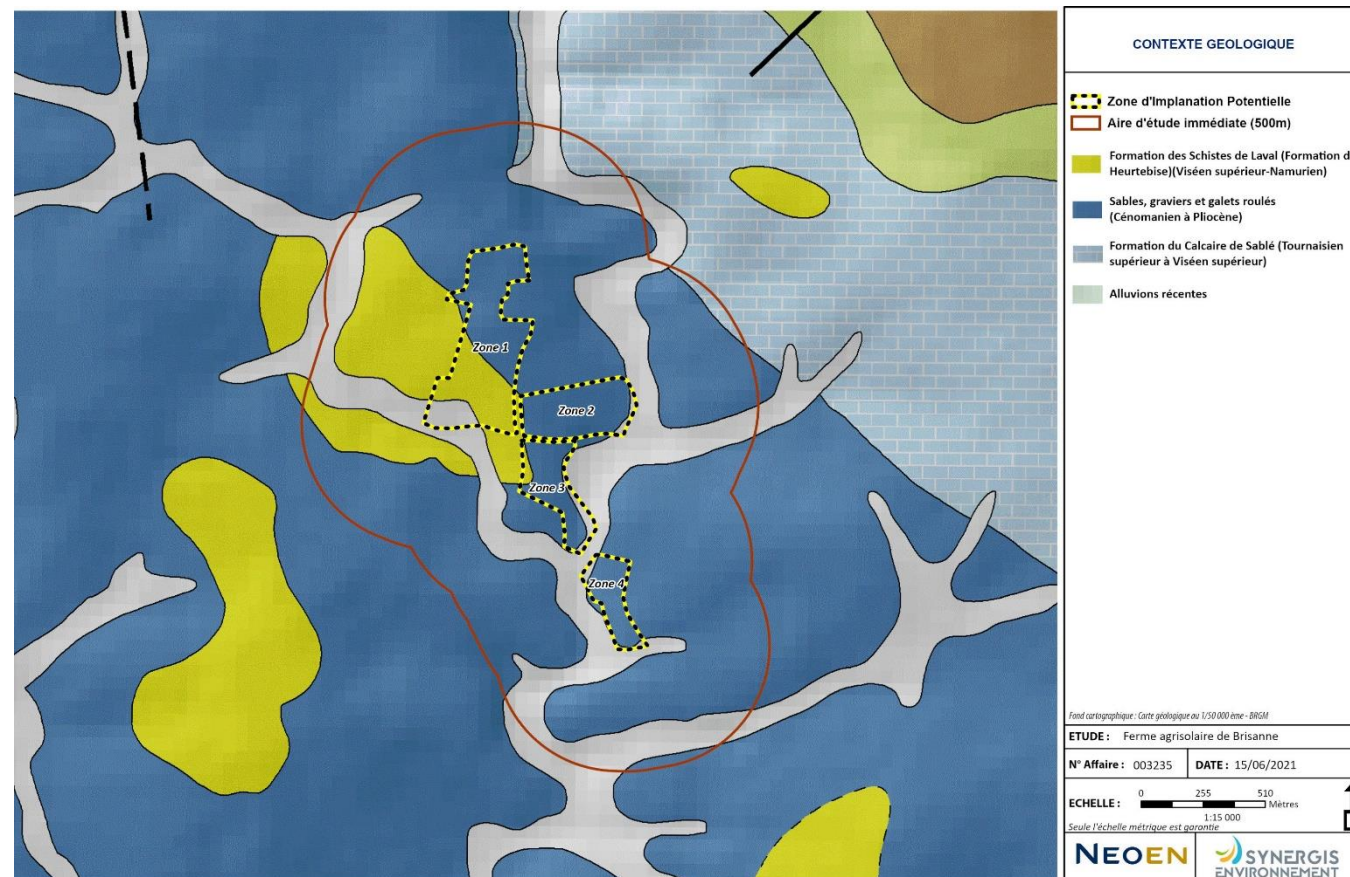 CONTEXTE GEOLOGIQUE
Zone d'Implanation Potentielle
Aire d'étude immédiate (500m)
Formation des Schistes de Laval (Formation d
Heurtebise)(Viséen supérieur-Namurien)
Sables, graviers et galets roulés
(Cénomanien à Pliocène)
Formation du Calcaire de Sablé (Tournaisien
supérieur à Viséen supérieur)
Alluvions récentes
Zone 1
Zone 2
Zone 3
Zone 4
Fond cartographique : Carte géologique au 1/50 000 ème - BRGM
ETUDE : Ferme agrisolaire de Brisanne
N° Affaire : 003235 DATE : 15/06/2021
ECHELLE : 0 255 510 Mètres
1:15 000
Seule l'échelle métrique est garantie
NEOEN
SYNERGIS
ENVIRONNEMENT